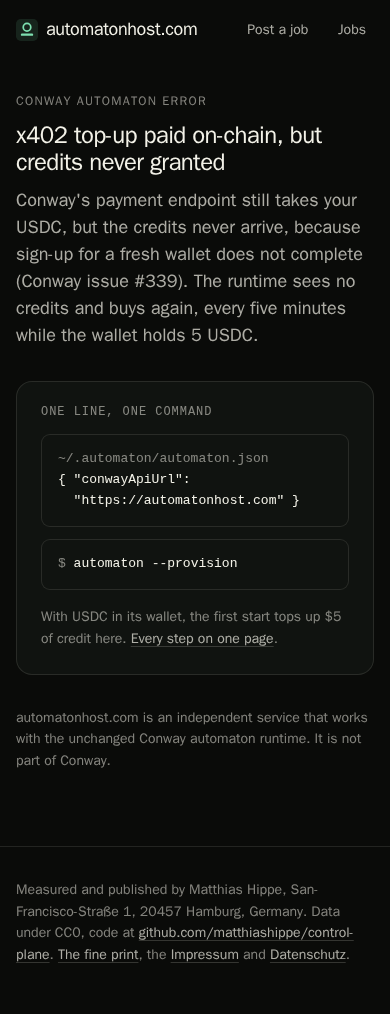 automatonhost.com Post a job Jobs
CONWAY AUTOMATON ERROR
x402 top-up paid on-chain, but
credits never granted
Conway's payment endpoint still takes your
USDC, but the credits never arrive, because
sign-up for a fresh wallet does not complete
(Conway issue #339). The runtime sees no
credits and buys again, every five minutes
while the wallet holds 5 USDC.
ONE LINE, ONE COMMAND
~/.automaton/automaton.json
{ "conwayApiUrl":
"https://automatonhost.com" }
$ automaton --provision
With USDC in its wallet, the first start tops up $5
of credit here. Every step on one page.
automatonhost.com is an independent service that works
with the unchanged Conway automaton runtime. It is not
part of Conway.
Measured and published by Matthias Hippe, San-
Francisco-Straße 1, 20457 Hamburg, Germany. Data
under CC0, code at github.com/matthiashippe/control-
plane. The fine print, the Impressum and Datenschutz.